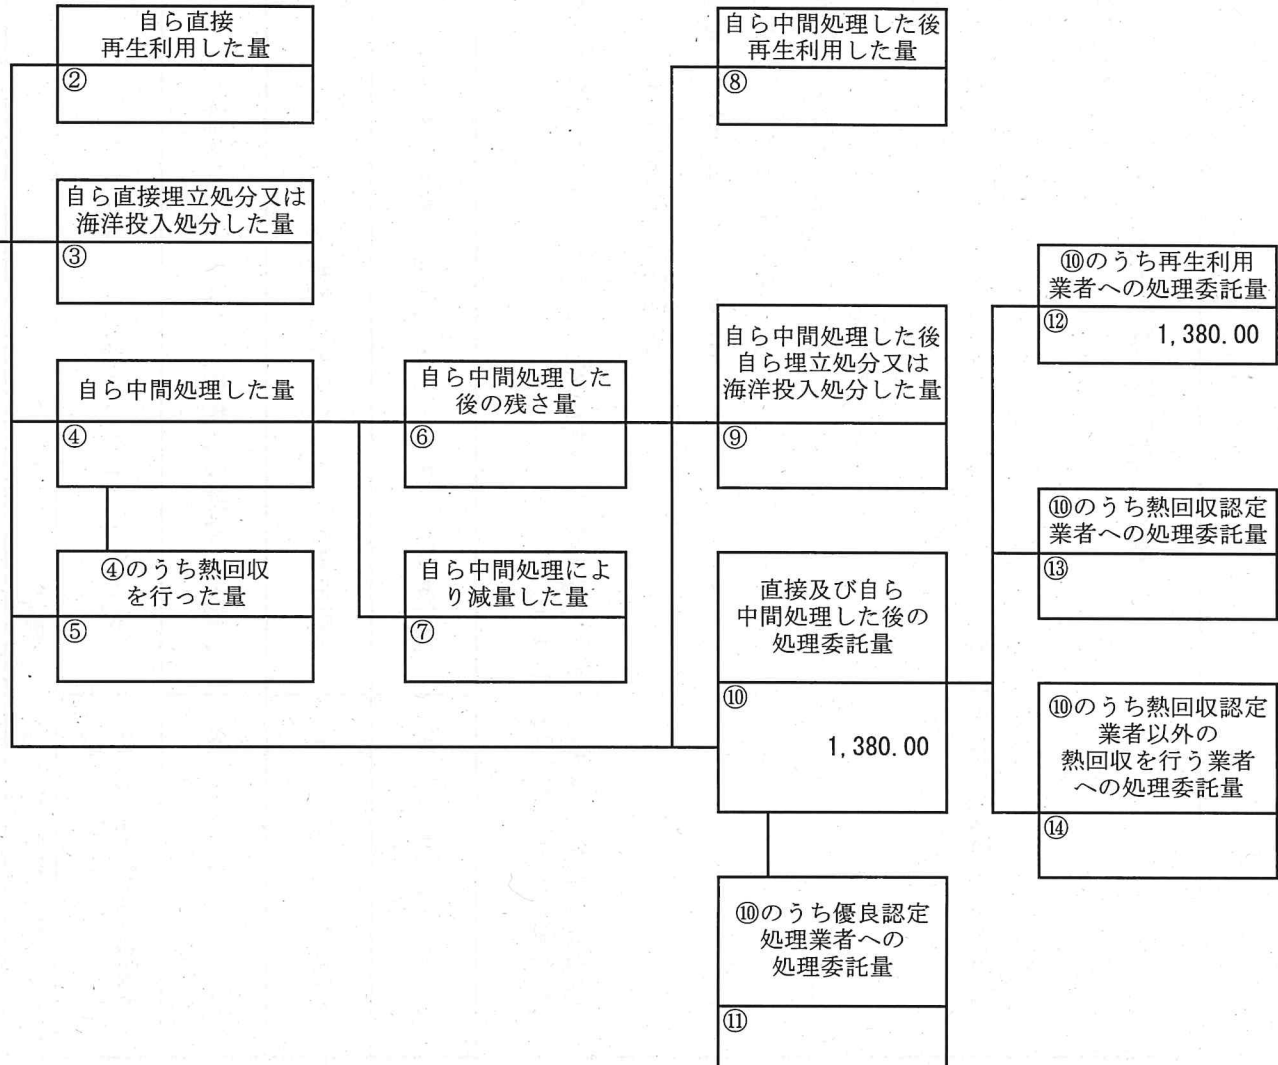 自ら直接
再生利用した量
②
自ら直接埋立処分又は
海洋投入処分した量
③
自ら中間処理した量
④
④のうち熱回収
を行った量
⑤
自ら中間処理した
後の残さ量
⑥
自ら中間処理によ
り減量した量
⑦
自ら中間処理した後
再生利用した量
⑧
自ら中間処理した後
自ら埋立処分又は
海洋投入処分した量
⑨
直接及び自ら
中間処理した後の
処理委託量
⑩
1,380.00
⑩のうち優良認定
処理業者への
処理委託量
⑪
⑩のうち再生利用
業者への処理委託量
⑫ 1,380.00
⑩のうち熱回収認定
業者への処理委託量
⑬
⑩のうち熱回収認定
業者以外の
熱回収を行う業者
への処理委託量
⑭